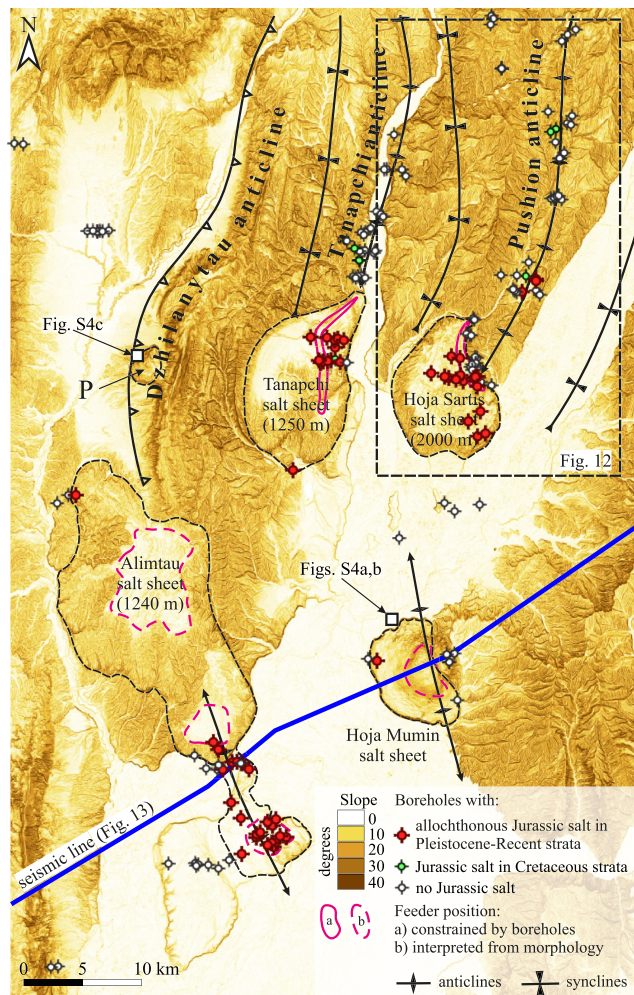 N
Dzhilanytau anticline
Tanapchi anticline
Pushion anticline
Fig. S4c
P
Tanapchi
salt sheet
(1250 m)
Hoja Sartis
salt sheet
(2000 m)
Fig. 12
Alimtau
salt sheet
(1240 m)
Figs. S4a,b
Hoja Mumin
salt sheet
seismic line (Fig. 13)
Slope
degrees
0
10
20
30
40
Boreholes with:
allochthonous Jurassic salt in
Pleistocene-Recent strata
Jurassic salt in Cretaceous strata
no Jurassic salt
a
b
Feeder position:
a) constrained by boreholes
b) interpreted from morphology
anticlines
synclines
0 5 10 km